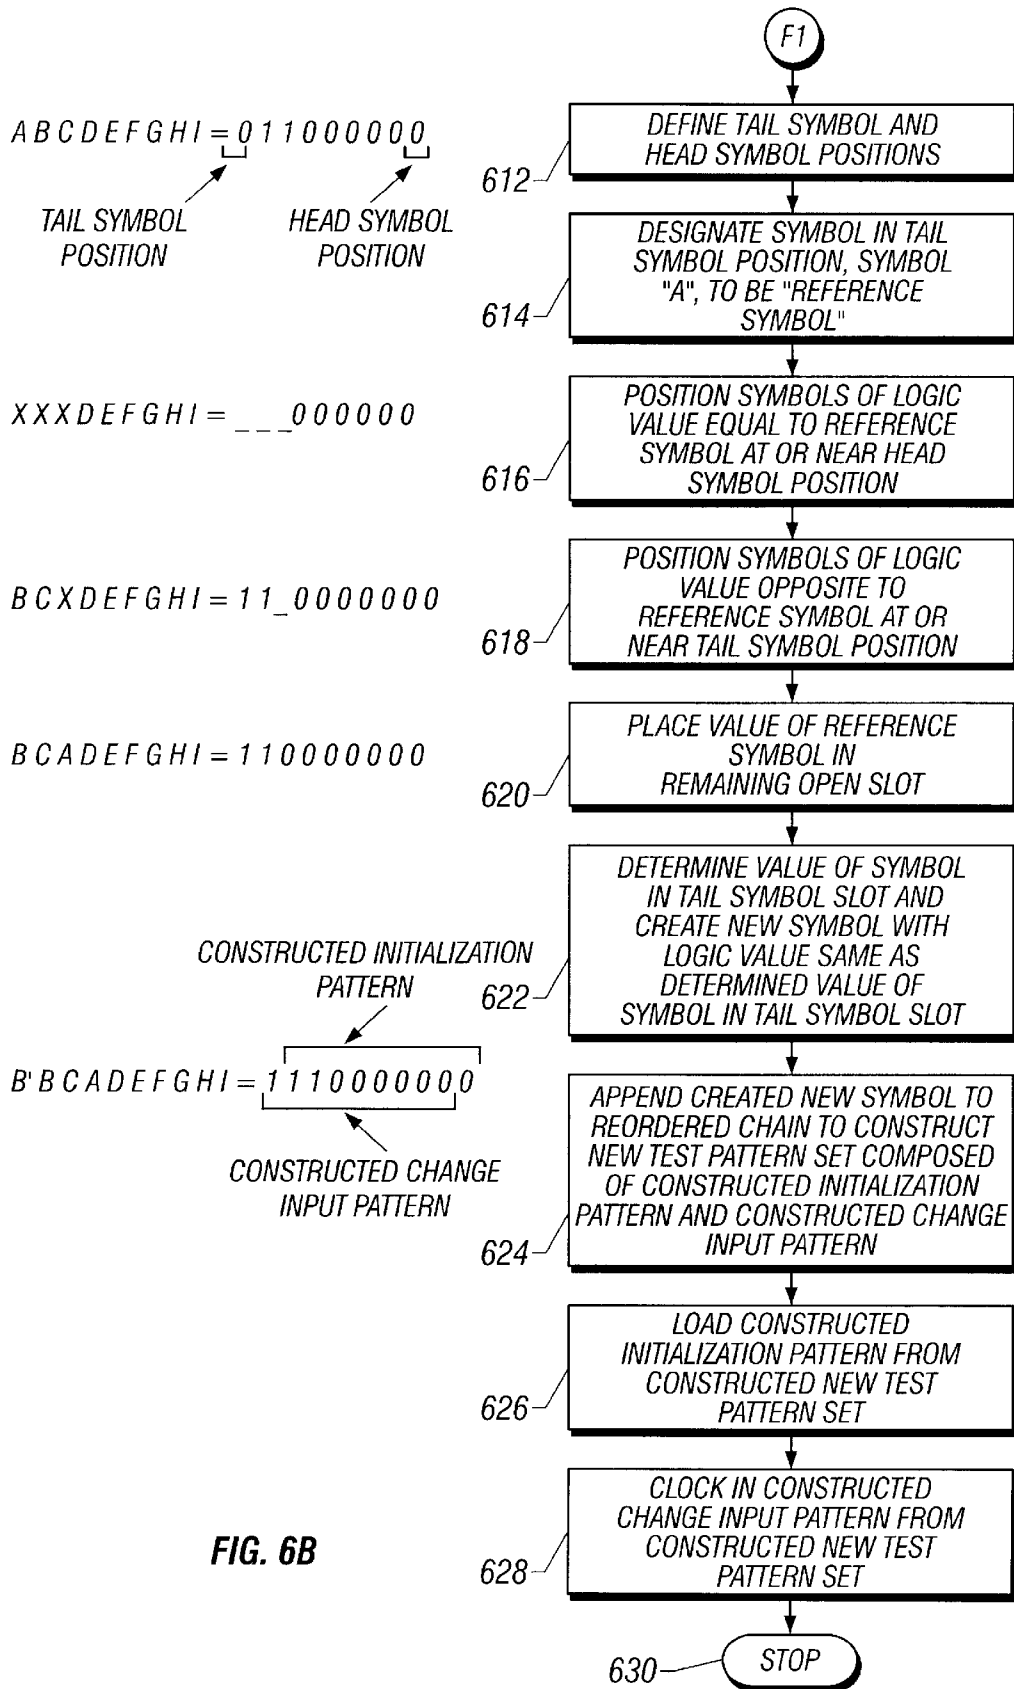 F1
A B C D E F G H I = 0 1 1 0 0 0 0 0 0
TAIL SYMBOL
POSITION
HEAD SYMBOL
POSITION
DEFINE TAIL SYMBOL AND
HEAD SYMBOL POSITIONS
612
DESIGNATE SYMBOL IN TAIL
SYMBOL POSITION, SYMBOL
"A", TO BE "REFERENCE
SYMBOL"
614
X X X D E F G H I = _ _ _ 0 0 0 0 0 0
POSITION SYMBOLS OF LOGIC
VALUE EQUAL TO REFERENCE
SYMBOL AT OR NEAR HEAD
SYMBOL POSITION
616
B C X D E F G H I = 1 1 _ 0 0 0 0 0 0 0
POSITION SYMBOLS OF LOGIC
VALUE OPPOSITE TO
REFERENCE SYMBOL AT OR
NEAR TAIL SYMBOL POSITION
618
B C A D E F G H I = 1 1 0 0 0 0 0 0 0
PLACE VALUE OF REFERENCE
SYMBOL IN
REMAINING OPEN SLOT
620
DETERMINE VALUE OF SYMBOL
IN TAIL SYMBOL SLOT AND
CREATE NEW SYMBOL WITH
LOGIC VALUE SAME AS
DETERMINED VALUE OF
SYMBOL IN TAIL SYMBOL SLOT
622
CONSTRUCTED INITIALIZATION
PATTERN
B' B C A D E F G H I = 1 1 1 0 0 0 0 0 0 0
CONSTRUCTED CHANGE
INPUT PATTERN
APPEND CREATED NEW SYMBOL TO
REORDERED CHAIN TO CONSTRUCT
NEW TEST PATTERN SET COMPOSED
OF CONSTRUCTED INITIALIZATION
PATTERN AND CONSTRUCTED CHANGE
INPUT PATTERN
624
LOAD CONSTRUCTED
INITIALIZATION PATTERN FROM
CONSTRUCTED NEW TEST
PATTERN SET
626
CLOCK IN CONSTRUCTED
CHANGE INPUT PATTERN FROM
CONSTRUCTED NEW TEST
PATTERN SET
628
FIG. 6B
STOP
630